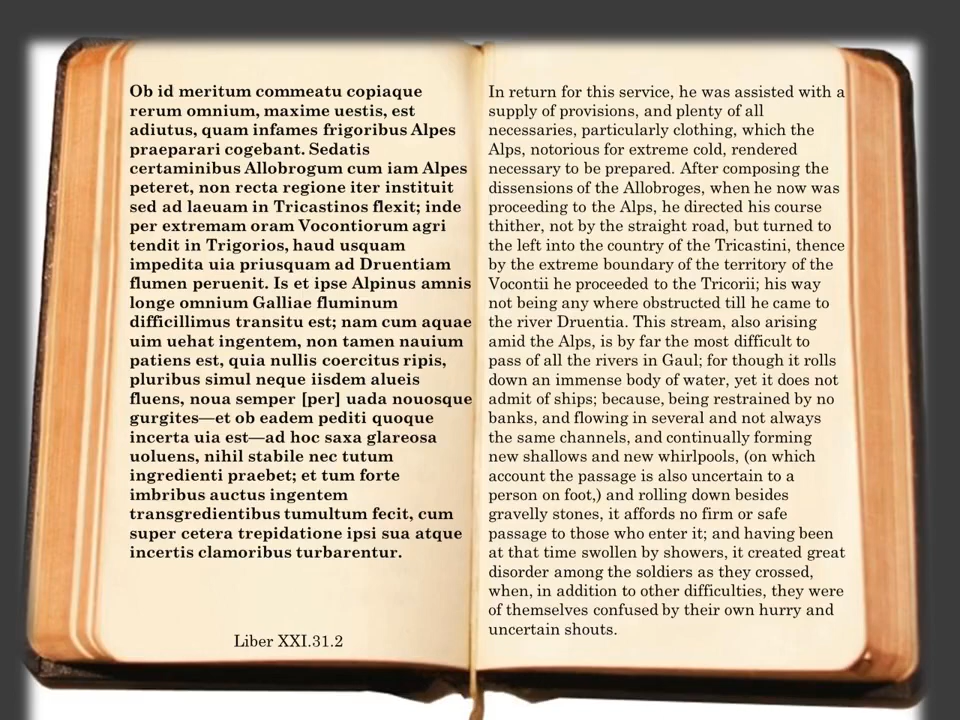 Ob id meritum commeatu copiaque
rerum omnium, maxime uestis, est
adiutus, quam infames frigoribus Alpes
praeparari cogebant. Sedatis
certaminibus Allobrogum cum iam Alpes
peteret, non recta regione iter instituit
sed ad laeuam in Tricastinos flexit; inde
per extremam oram Vocontiorum agri
tendit in Trigorios, haud usquam
impedita uia priusquam ad Druentiam
flumen peruenit. Is et ipse Alpinus amnis
longe omnium Galliae fluminum
difficillimus transitu est; nam cum aquae
uim uehat ingentem, non tamen nauium
patiens est, quia nullis coercitus ripis,
pluribus simul neque iisdem alueis
fluens, noua semper [per] uada nouosque
gurgites—et ob eadem pediti quoque
incerta uia est—ad hoc saxa glareosa
uoluens, nihil stabile nec tutum
ingredienti praebet; et tum forte
imbribus auctus ingentem
transgredientibus tumultum fecit, cum
super cetera trepidatione ipsi sua atque
incertis clamoribus turbarentur.
Liber XXI.31.2
In return for this service, he was assisted with a
supply of provisions, and plenty of all
necessaries, particularly clothing, which the
Alps, notorious for extreme cold, rendered
necessary to be prepared. After composing the
dissensions of the Allobroges, when he now was
proceeding to the Alps, he directed his course
thither, not by the straight road, but turned to
the left into the country of the Tricastini, thence
by the extreme boundary of the territory of the
Vocontii he proceeded to the Tricorii; his way
not being any where obstructed till he came to
the river Druentia. This stream, also arising
amid the Alps, is by far the most difficult to
pass of all the rivers in Gaul; for though it rolls
down an immense body of water, yet it does not
admit of ships; because, being restrained by no
banks, and flowing in several and not always
the same channels, and continually forming
new shallows and new whirlpools, (on which
account the passage is also uncertain to a
person on foot,) and rolling down besides
gravelly stones, it affords no firm or safe
passage to those who enter it; and having been
at that time swollen by showers, it created great
disorder among the soldiers as they crossed,
when, in addition to other difficulties, they were
of themselves confused by their own hurry and
uncertain shouts.